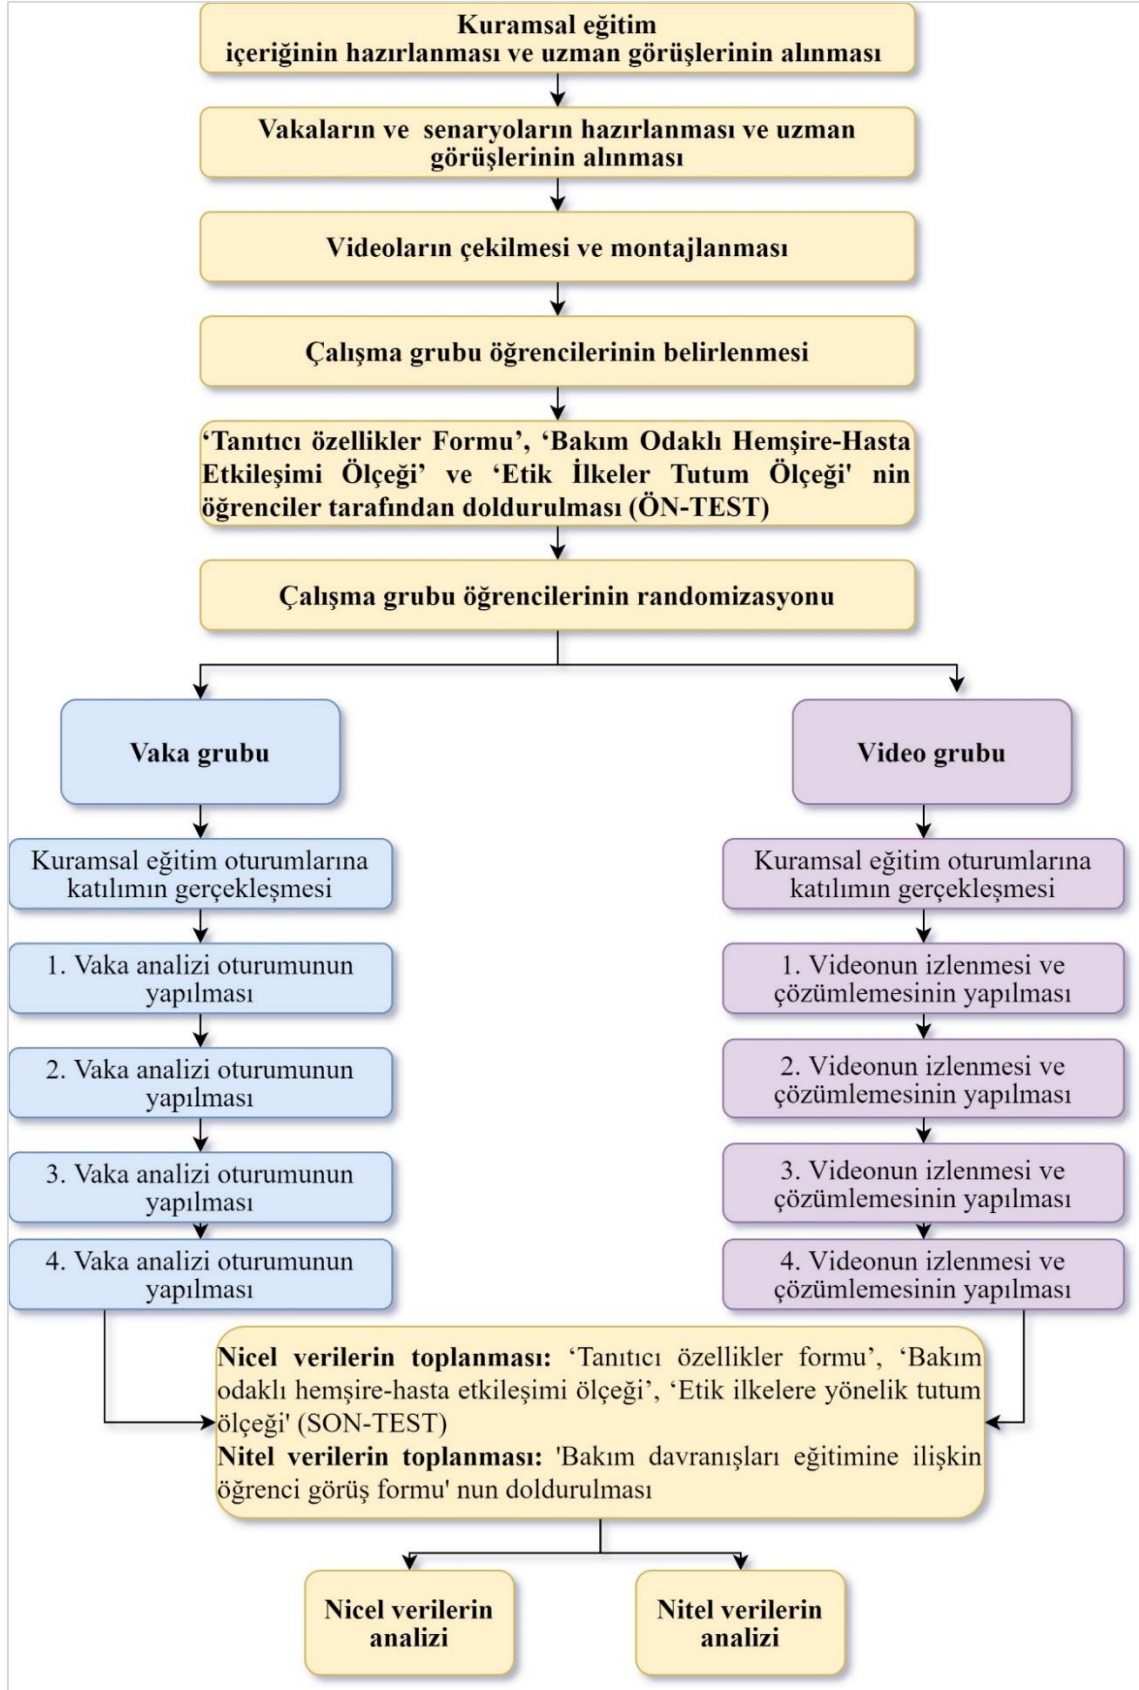 Kuramsal eğitim
içeriğinin hazırlanması ve uzman görüşlerinin alınması
Vakaların ve senaryoların hazırlanması ve uzman
görüşlerinin alınması
Videoların çekilmesi ve montajlanması
Çalışma grubu öğrencilerinin belirlenmesi
‘Tanıtıcı özellikler Formu’, ‘Bakım Odaklı Hemşire-Hasta
Etkileşimi Ölçeği’ ve ‘Etik İlkeler Tutum Ölçeği' nin
öğrenciler tarafından doldurulması (ÖN-TEST)
Çalışma grubu öğrencilerinin randomizasyonu
Vaka grubu
Kuramsal eğitim oturumlarına
katılımın gerçekleşmesi
1. Vaka analizi oturumunun
yapılması
2. Vaka analizi oturumunun
yapılması
3. Vaka analizi oturumunun
yapılması
4. Vaka analizi oturumunun
yapılması
Video grubu
Kuramsal eğitim oturumlarına
katılımın gerçekleşmesi
1. Videonun izlenmesi ve
çözümlemesinin yapılması
2. Videonun izlenmesi ve
çözümlemesinin yapılması
3. Videonun izlenmesi ve
çözümlemesinin yapılması
4. Videonun izlenmesi ve
çözümlemesinin yapılması
Nicel verilerin toplanması: ‘Tanıtıcı özellikler formu’, ‘Bakım
odaklı hemşire-hasta etkileşimi ölçeği’, ‘Etik ilkelere yönelik tutum
ölçeği' (SON-TEST)
Nitel verilerin toplanması: 'Bakım davranışları eğitimine ilişkin
öğrenci görüş formu' nun doldurulması
Nicel verilerin
analizi
Nitel verilerin
analizi